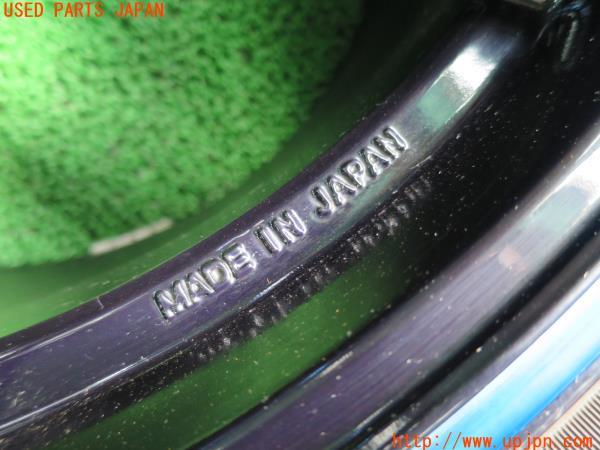 USED PARTS JAPAN
MADE IN JAPAN
http://www.upjpn.com/